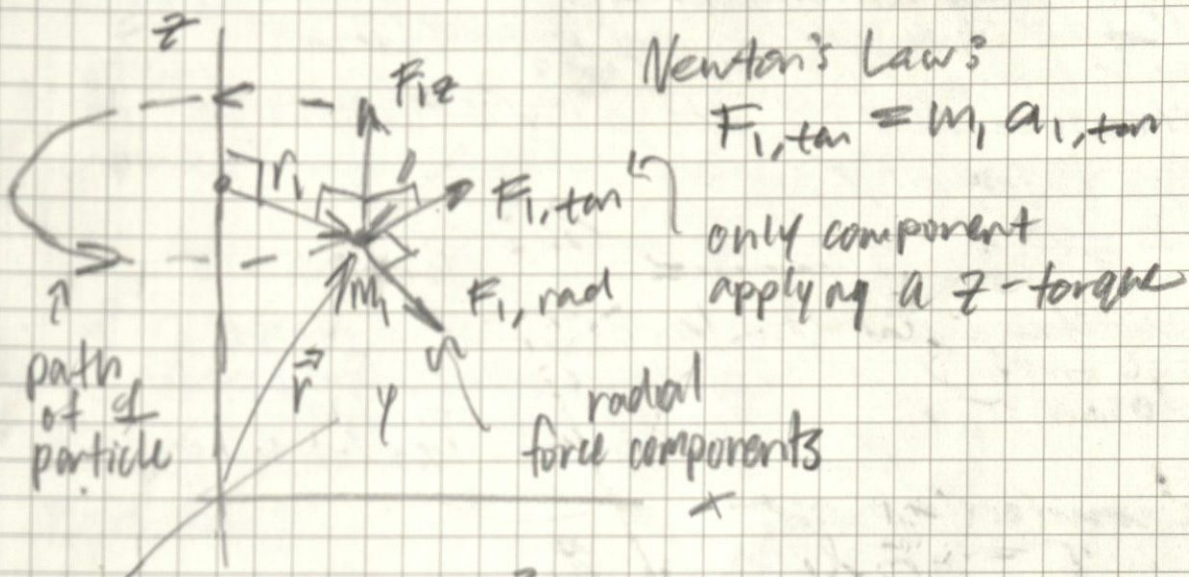 z
F1z
Newton's Law:
F1,tan = m1 a1,tan
r1
F1,tan
only component
applying a z-torque
m1
F1,rad
path
of 1
particle
r⃗
y
radial
force components
x